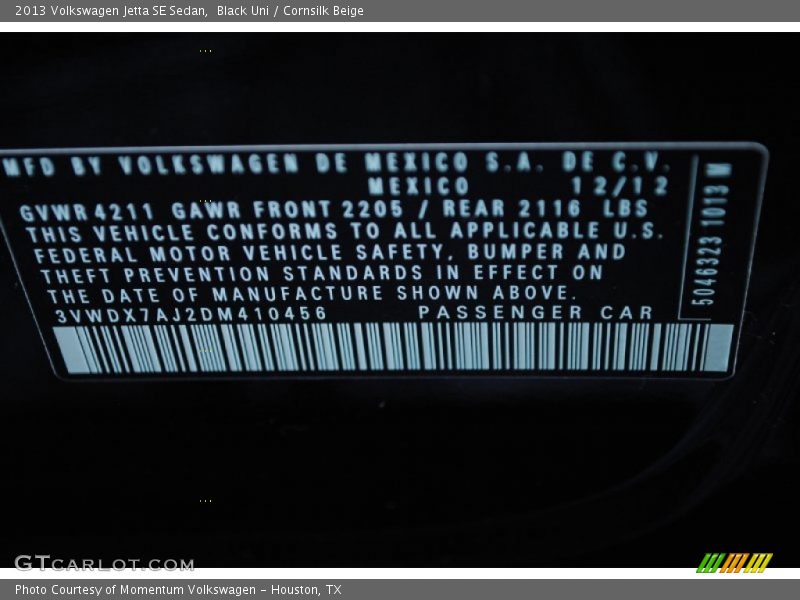 2013 Volkswagen Jetta SE Sedan,  Black Uni / Cornsilk Beige
MFD BY VOLKSWAGEN DE MEXICO S.A. DE C.V.
MEXICO 12/12
GVWR 4211 GAWR FRONT 2205 / REAR 2116 LBS
THIS VEHICLE CONFORMS TO ALL APPLICABLE U.S.
FEDERAL MOTOR VEHICLE SAFETY, BUMPER AND
THEFT PREVENTION STANDARDS IN EFFECT ON
THE DATE OF MANUFACTURE SHOWN ABOVE.
3VWDX7AJ2DM410456 PASSENGER CAR
5046323 1013 M
GTCARLOT.COM
Photo Courtesy of Momentum Volkswagen - Houston, TX